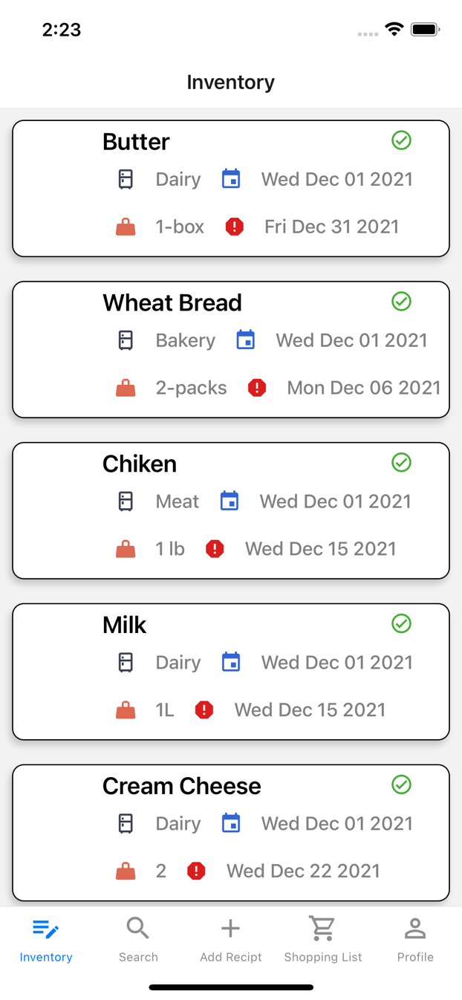 2:23
Inventory
Butter
Dairy Wed Dec 01 2021
1-box Fri Dec 31 2021
Wheat Bread
Bakery Wed Dec 01 2021
2-packs Mon Dec 06 2021
Chiken
Meat Wed Dec 01 2021
1 lb Wed Dec 15 2021
Milk
Dairy Wed Dec 01 2021
1L Wed Dec 15 2021
Cream Cheese
Dairy Wed Dec 01 2021
2 Wed Dec 22 2021
Inventory Search Add Recipt Shopping List Profile